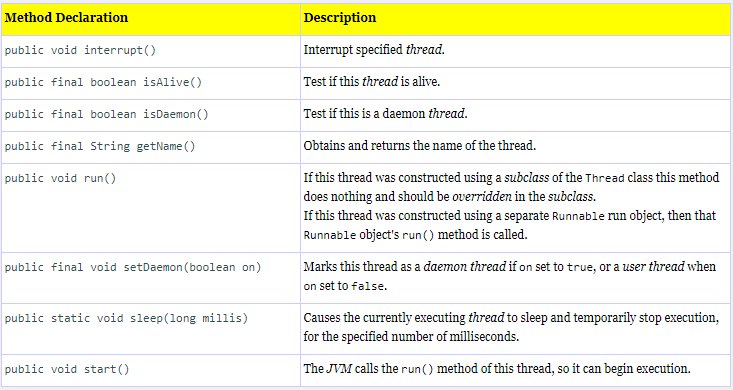 Method Declaration Description
public void interrupt() Interrupt specified thread.
public final boolean isAlive() Test if this thread is alive.
public final boolean isDaemon() Test if this is a daemon thread.
public final String getName() Obtains and returns the name of the thread.
public void run() If this thread was constructed using a subclass of the Thread class this method
does nothing and should be overridden in the subclass.
If this thread was constructed using a separate Runnable run object, then that
Runnable object's run() method is called.
public final void setDaemon(boolean on) Marks this thread as a daemon thread if on set to true, or a user thread when
on set to false.
public static void sleep(long millis) Causes the currently executing thread to sleep and temporarily stop execution,
for the specified number of milliseconds.
public void start() The JVM calls the run() method of this thread, so it can begin execution.